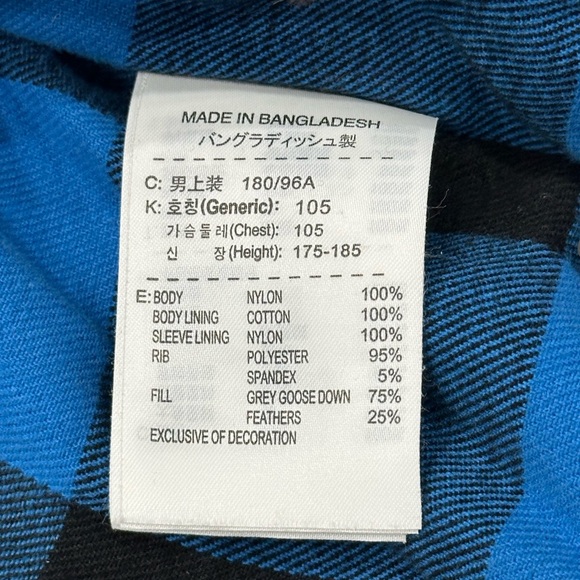 MADE IN BANGLADESH
バングラディッシュ製
C: 男上装 180/96A
K: 호칭(Generic): 105
가슴둘레(Chest): 105
신 장(Height): 175-185
E: BODY NYLON 100%
BODY LINING COTTON 100%
SLEEVE LINING NYLON 100%
RIB POLYESTER 95%
SPANDEX 5%
FILL GREY GOOSE DOWN 75%
FEATHERS 25%
EXCLUSIVE OF DECORATION